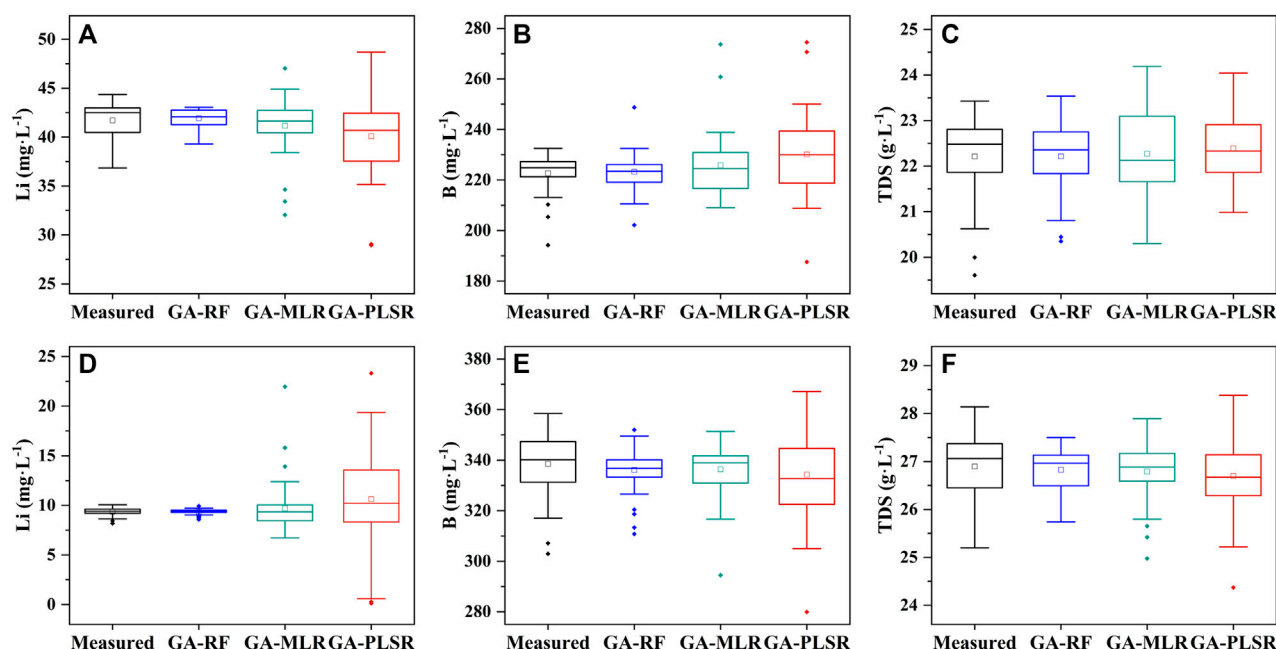 A
Li (mg·L⁻¹)
50
45
40
35
30
25
Measured GA-RF GA-MLR GA-PLSR
B
B (mg·L⁻¹)
280
260
240
220
200
180
Measured GA-RF GA-MLR GA-PLSR
C
TDS (g·L⁻¹)
25
24
23
22
21
20
Measured GA-RF GA-MLR GA-PLSR
D
Li (mg·L⁻¹)
25
20
15
10
5
0
Measured GA-RF GA-MLR GA-PLSR
E
B (mg·L⁻¹)
380
360
340
320
300
280
Measured GA-RF GA-MLR GA-PLSR
F
TDS (g·L⁻¹)
29
28
27
26
25
24
Measured GA-RF GA-MLR GA-PLSR